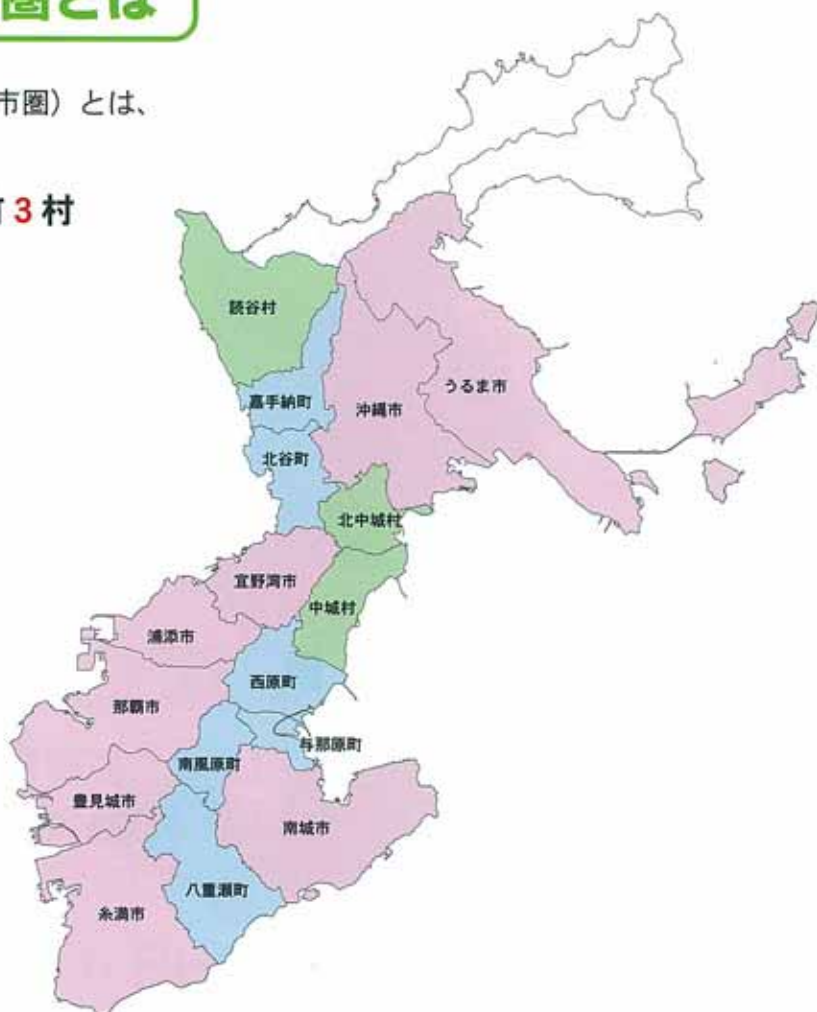 圏とは
市圏）とは、
3 村
読谷村
嘉手納町
うるま市
沖縄市
北谷町
北中城村
宜野湾市
中城村
浦添市
西原町
那覇市
与那原町
南風原町
豊見城市
南城市
八重瀬町
糸満市